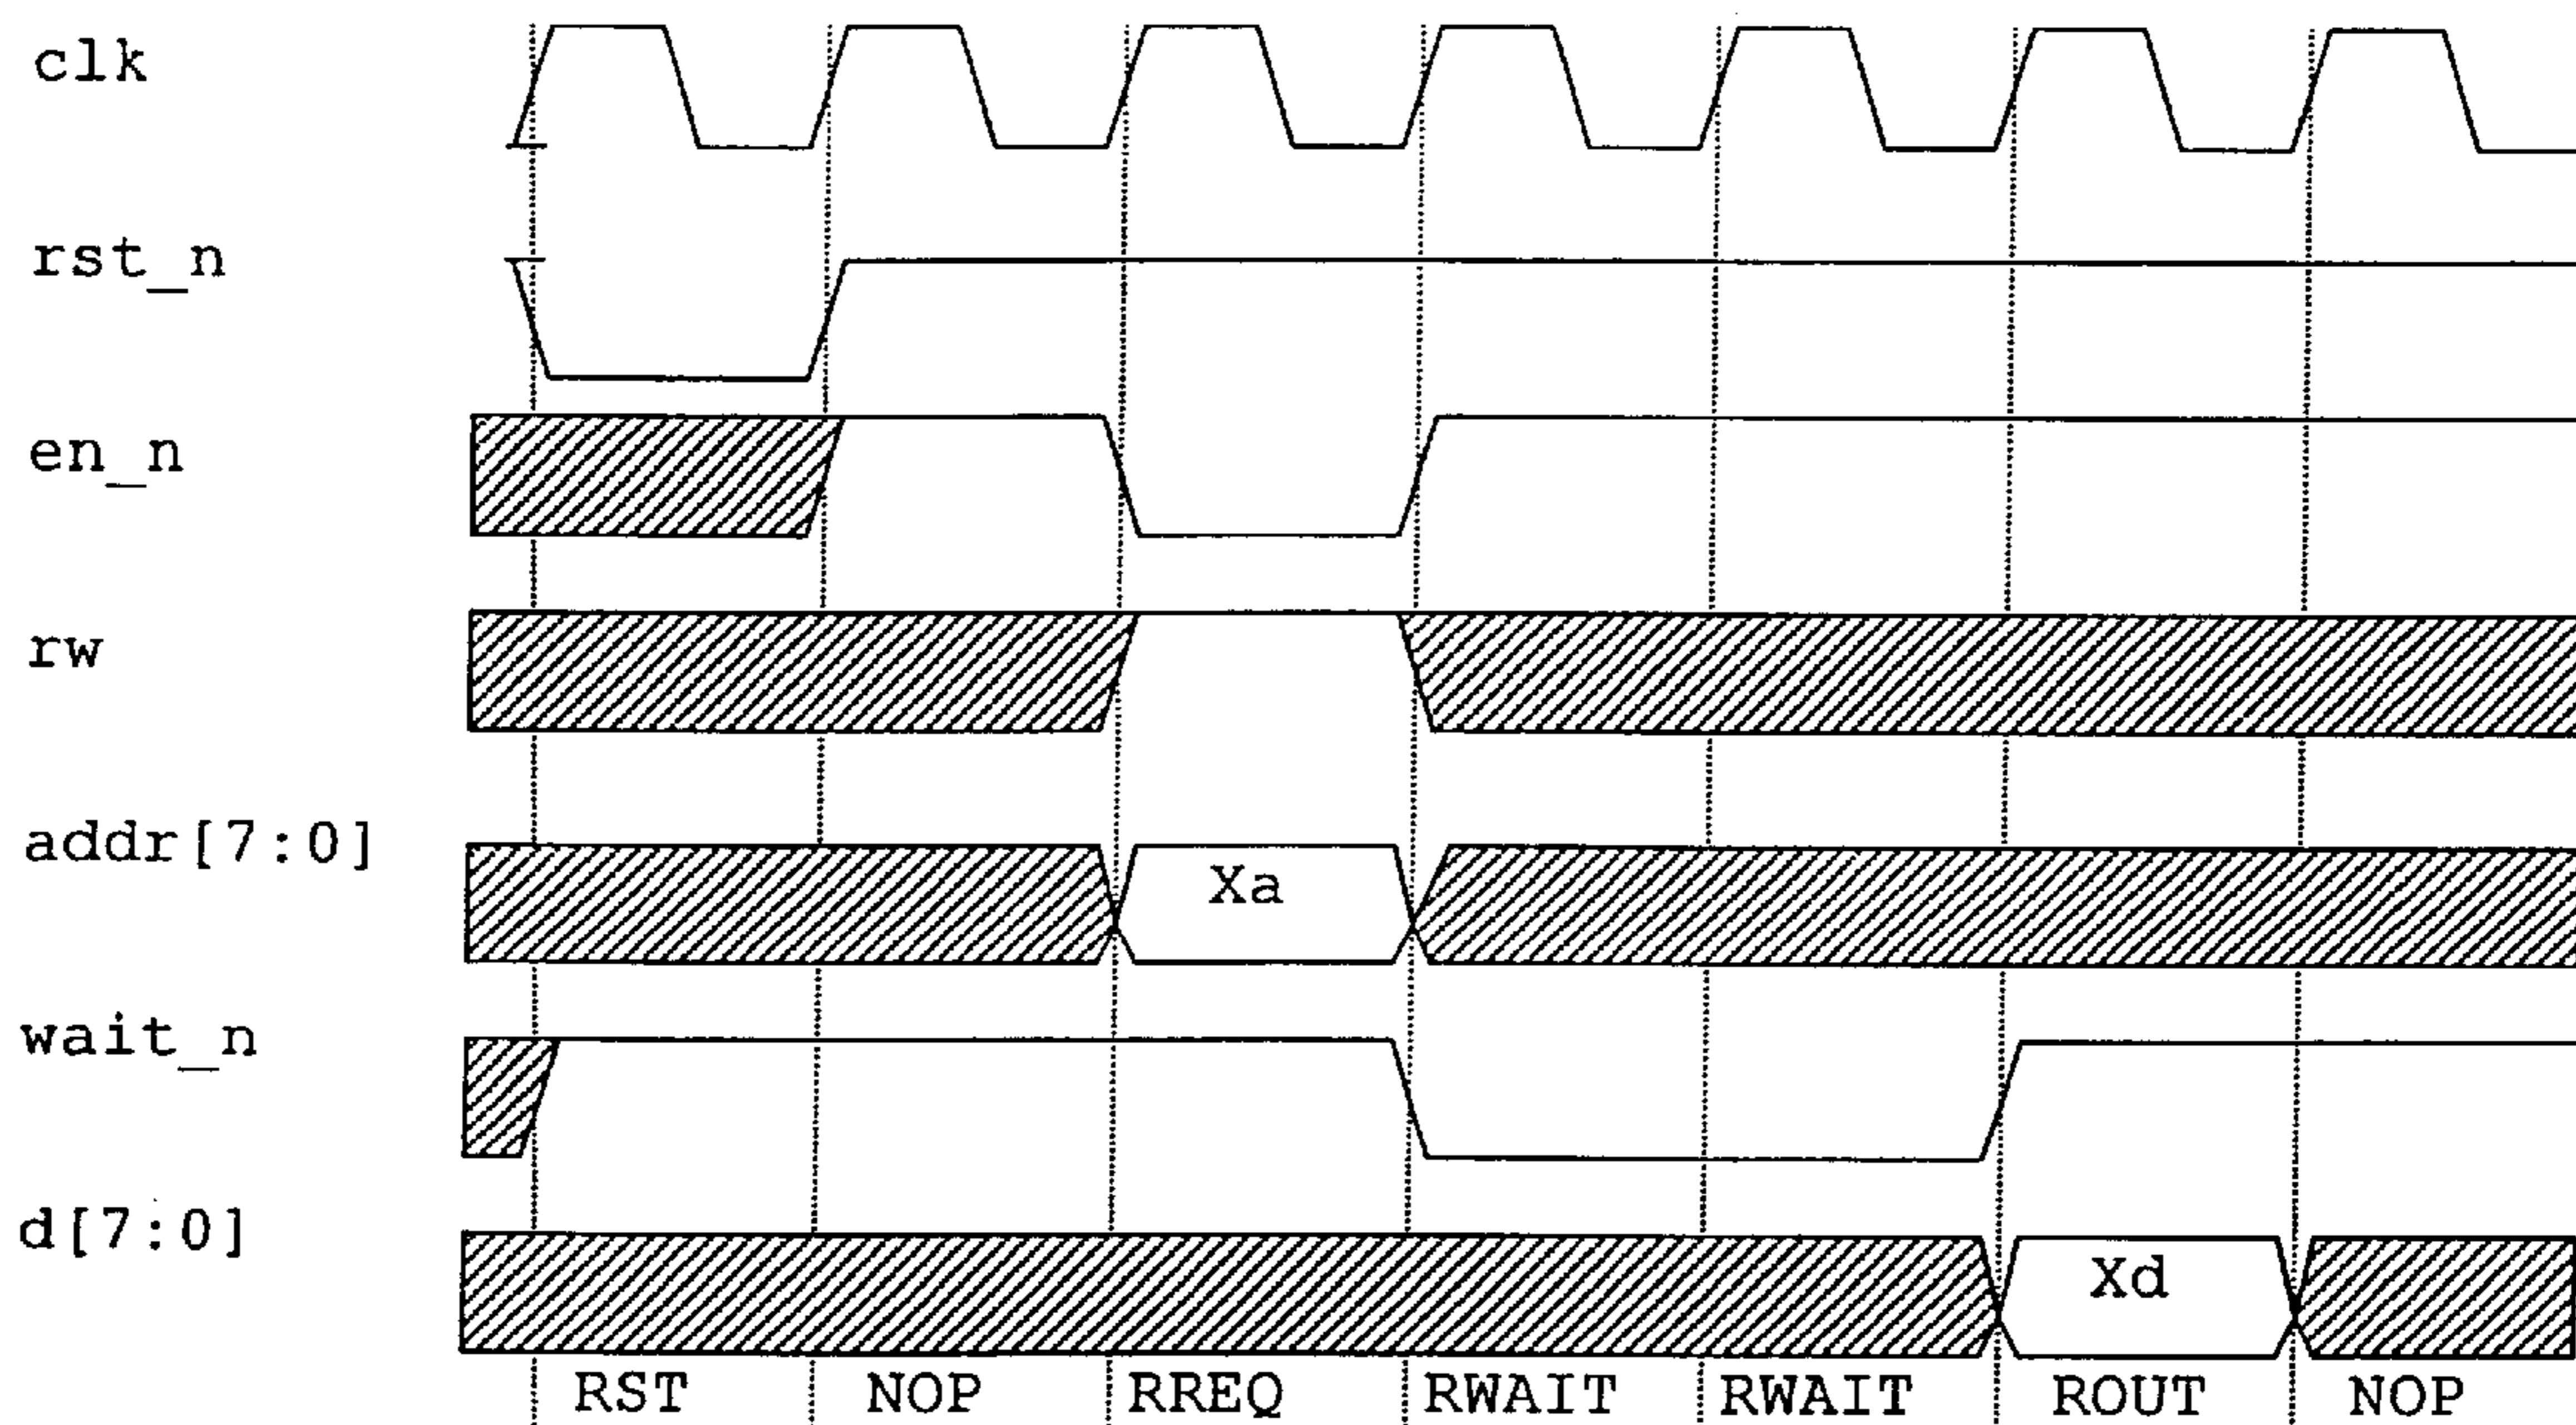 clk
rst_n
en_n
rw
addr[7:0]
Xa
wait_n
d[7:0]
Xd
RST NOP RREQ RWAIT RWAIT ROUT NOP